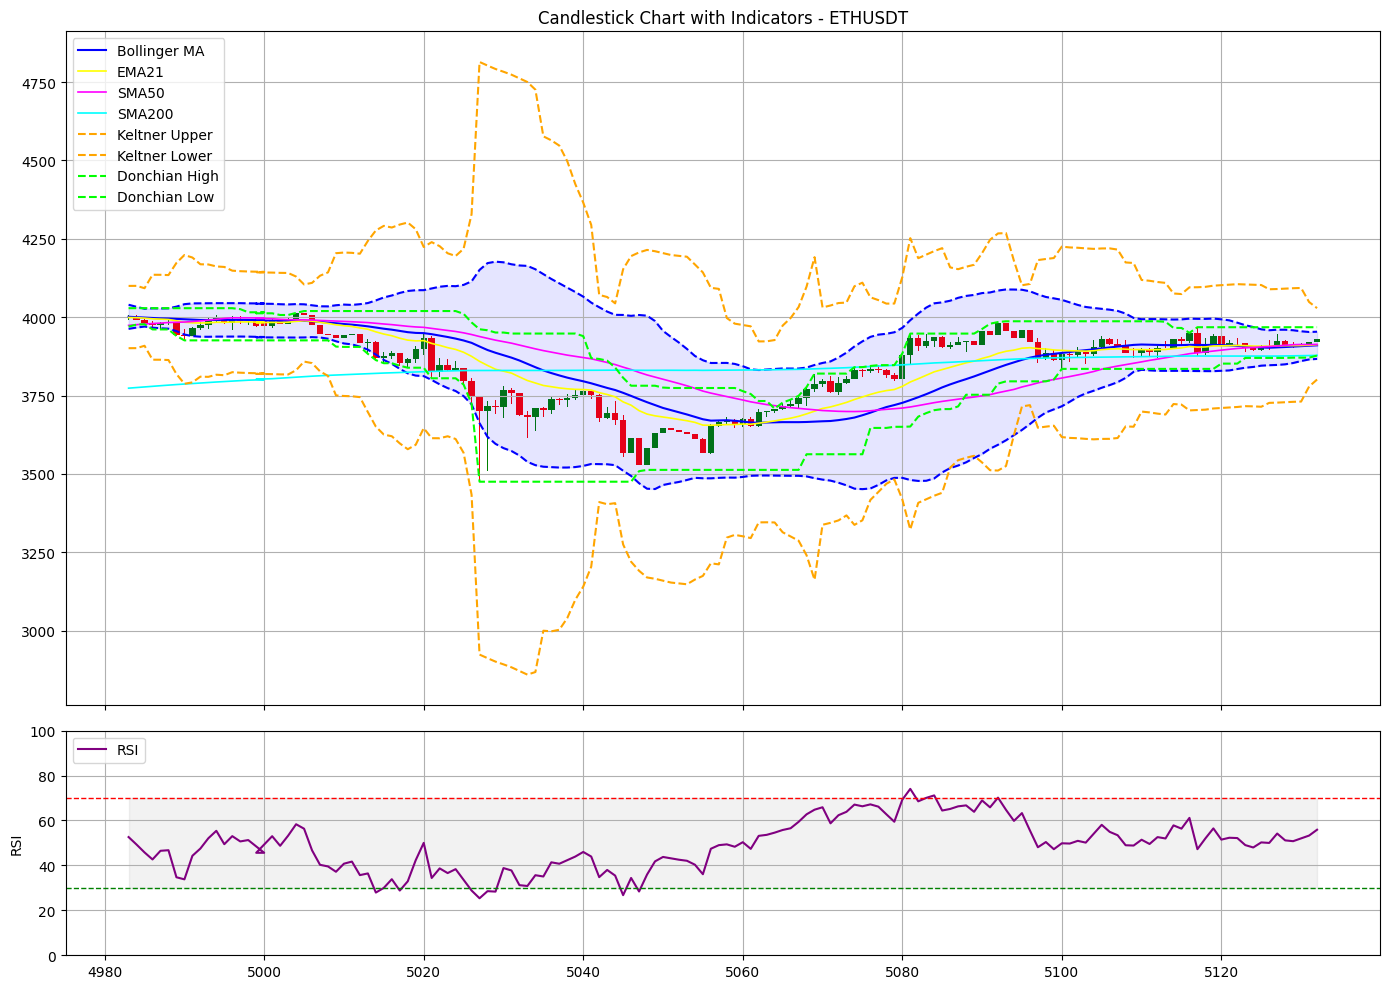 Candlestick Chart with Indicators - ETHUSDT
Bollinger MA
EMA21
SMA50
SMA200
Keltner Upper
Keltner Lower
Donchian High
Donchian Low
4750
4500
4250
4000
3750
3500
3250
3000
RSI
100
80
60
40
20
0
RSI
4980 5000 5020 5040 5060 5080 5100 5120